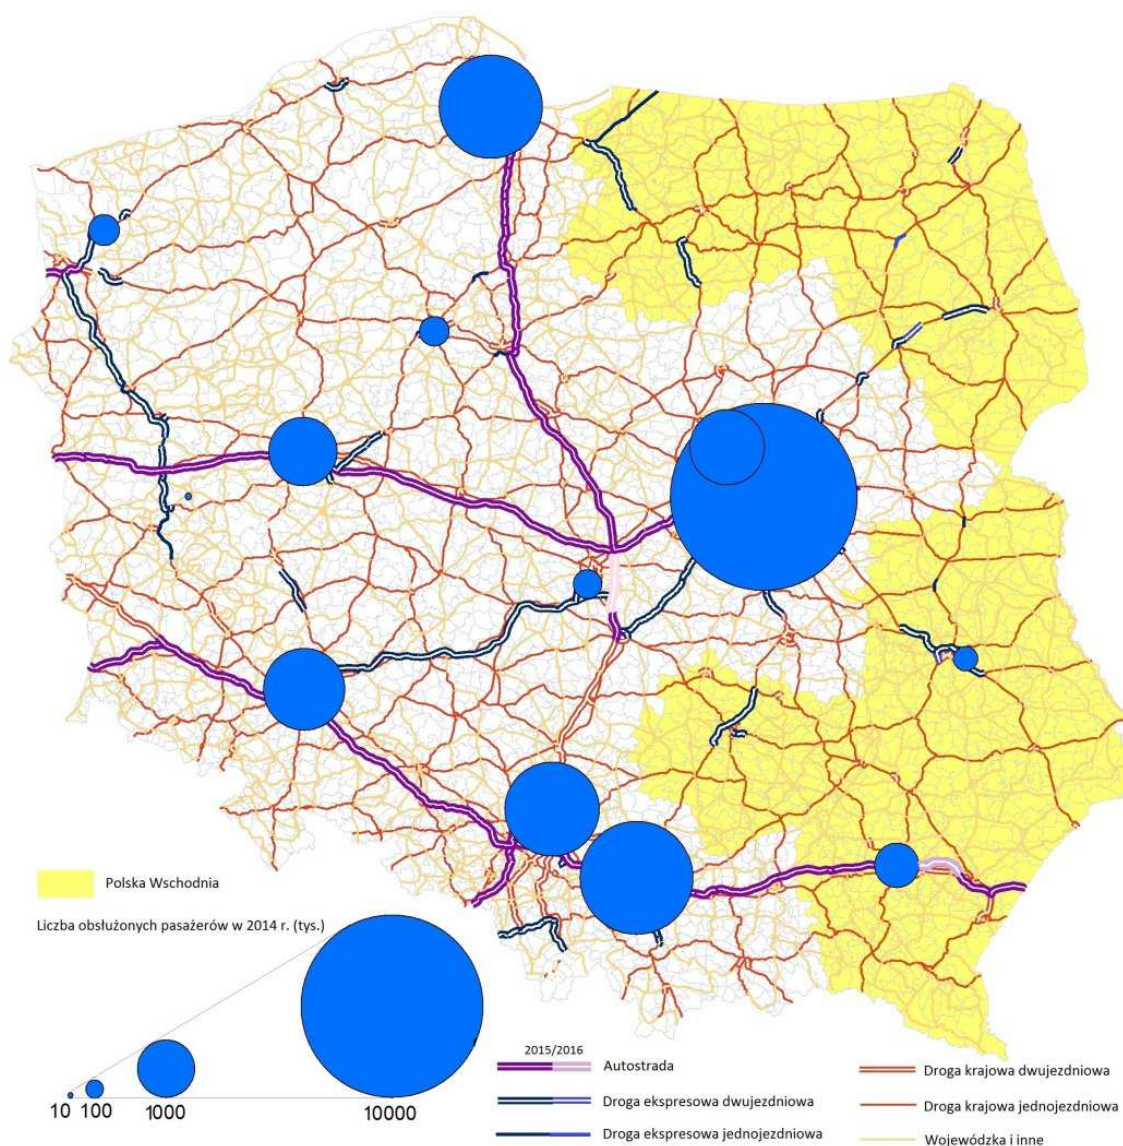 Polska Wschodnia
Liczba obsłużonych pasażerów w 2014 r. (tys.)
10 100 1000 10000
2015/2016
Autostrada
Droga ekspresowa dwujezdniowa
Droga ekspresowa jednojezdniowa
Droga krajowa dwujezdniowa
Droga krajowa jednojezdniowa
Wojewódzka i inne